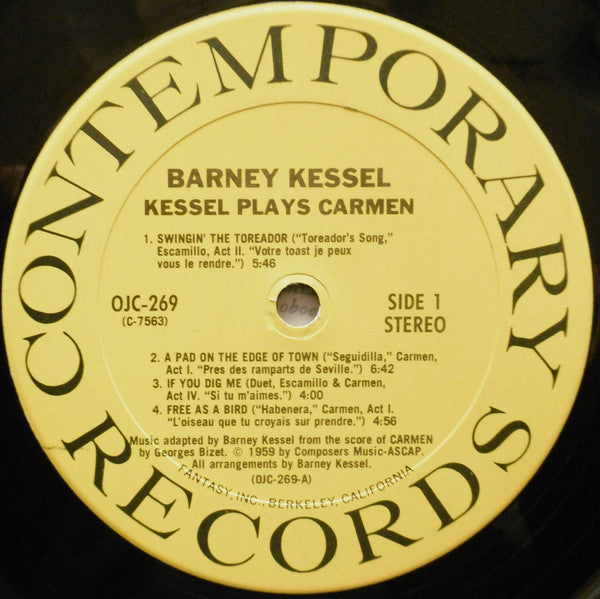 CONTEMPORARY RECORDS
BARNEY KESSEL
KESSEL PLAYS CARMEN
1. SWINGIN' THE TOREADOR ("Toreador's Song,"
Escamillo, Act II. "Votre toast je peux
vous le rendre.") 5:46
OJC-269
(C-7563)
oboe
SIDE 1
STEREO
2. A PAD ON THE EDGE OF TOWN ("Seguidilla," Carmen,
Act I. "Pres des ramparts de Seville.") 6:42
3. IF YOU DIG ME (Duet, Escamillo & Carmen,
Act IV. "Si tu m'aimes.") 4:00
4. FREE AS A BIRD ("Habenera," Carmen, Act I.
"L'oiseau que tu croyais sur prendre.") 4:56
Music adapted by Barney Kessel from the score of CARMEN
by Georges Bizet. © 1959 by Composers Music-ASCAP.
All arrangements by Barney Kessel.
(OJC-269-A)
FANTASY, INC., BERKELEY, CALIFORNIA